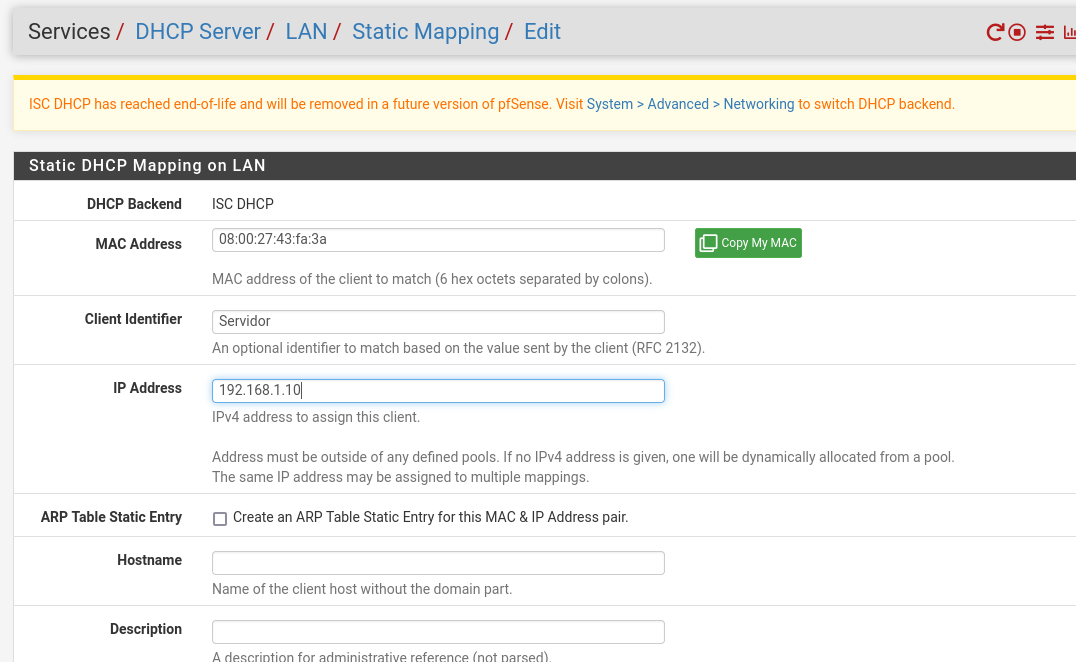 Services / DHCP Server / LAN / Static Mapping / Edit
ISC DHCP has reached end-of-life and will be removed in a future version of pfSense. Visit System > Advanced > Networking to switch DHCP backend.
Static DHCP Mapping on LAN
DHCP Backend ISC DHCP
MAC Address 08:00:27:43:fa:3a Copy My MAC
MAC address of the client to match (6 hex octets separated by colons).
Client Identifier Servidor
An optional identifier to match based on the value sent by the client (RFC 2132).
IP Address 192.168.1.10
IPv4 address to assign this client.
Address must be outside of any defined pools. If no IPv4 address is given, one will be dynamically allocated from a pool.
The same IP address may be assigned to multiple mappings.
ARP Table Static Entry Create an ARP Table Static Entry for this MAC & IP Address pair.
Hostname
Name of the client host without the domain part.
Description
A description for administrative reference (not parsed).